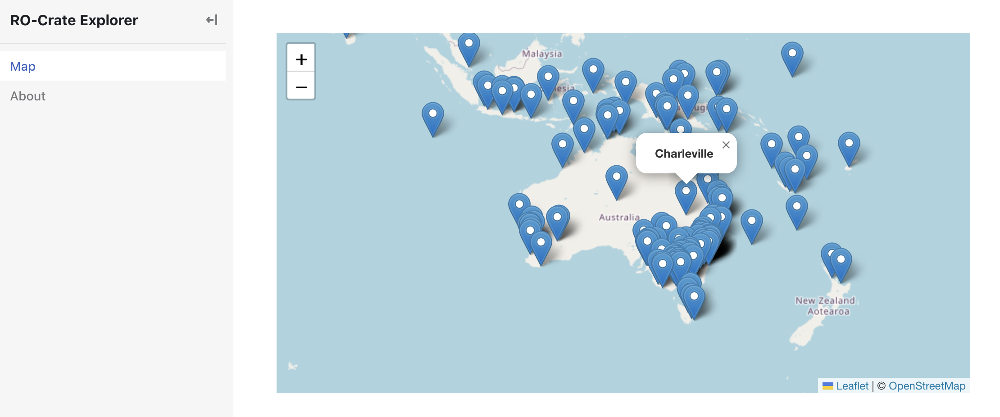 RO-Crate Explorer
Map
About
+
−
Malaysia
Charleville
Australia
New Zealand
Aotearoa
Leaflet | © OpenStreetMap